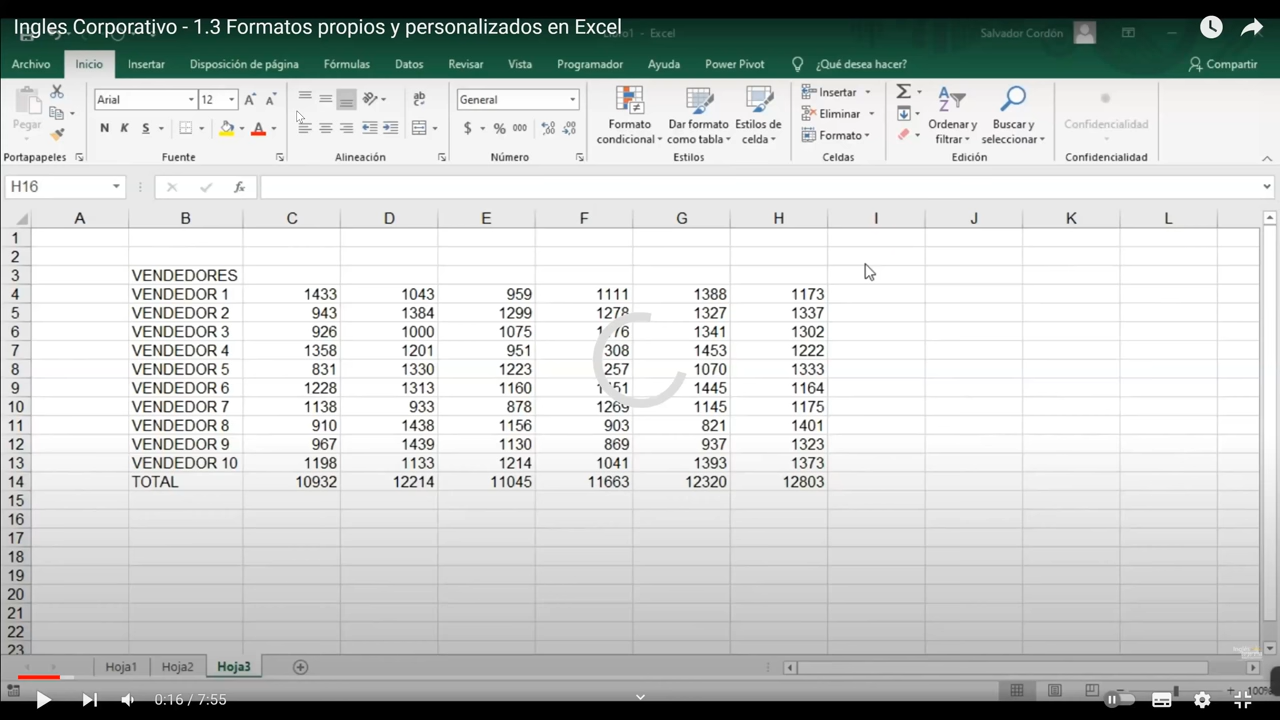 Ingles Corporativo - 1.3 Formatos propios y personalizados en Excel
Excel
Salvador Cordón
Archivo Inicio Insertar Disposición de página Fórmulas Datos Revisar Vista Programador Ayuda Power Pivot ¿Qué desea hacer? Compartir
Pegar
Arial 12
N K S
General
$ % 000
Formato condicional
Dar formato como tabla
Estilos de celda
Insertar
Eliminar
Formato
Ordenar y filtrar
Buscar y seleccionar
Confidencialidad
Portapapeles Fuente Alineación Número Estilos Celdas Edición Confidencialidad
H16 fx
A B C D E F G H I J K L
1
2
3 VENDEDORES
4 VENDEDOR 1 1433 1043 959 1111 1388 1173
5 VENDEDOR 2 943 1384 1299 1278 1327 1337
6 VENDEDOR 3 926 1000 1075 1341 1302
7 VENDEDOR 4 1358 1201 951 308 1453 1222
8 VENDEDOR 5 831 1330 1223 257 1070 1333
9 VENDEDOR 6 1228 1313 1160 1445 1164
10 VENDEDOR 7 1138 933 878 1269 1145 1175
11 VENDEDOR 8 910 1438 1156 903 821 1401
12 VENDEDOR 9 967 1439 1130 869 937 1323
13 VENDEDOR 10 1198 1133 1214 1041 1393 1373
14 TOTAL 10932 12214 11045 11663 12320 12803
15
16
17
18
19
20
21
22
23
Hoja1 Hoja2 Hoja3
100%
0:16 / 7:55